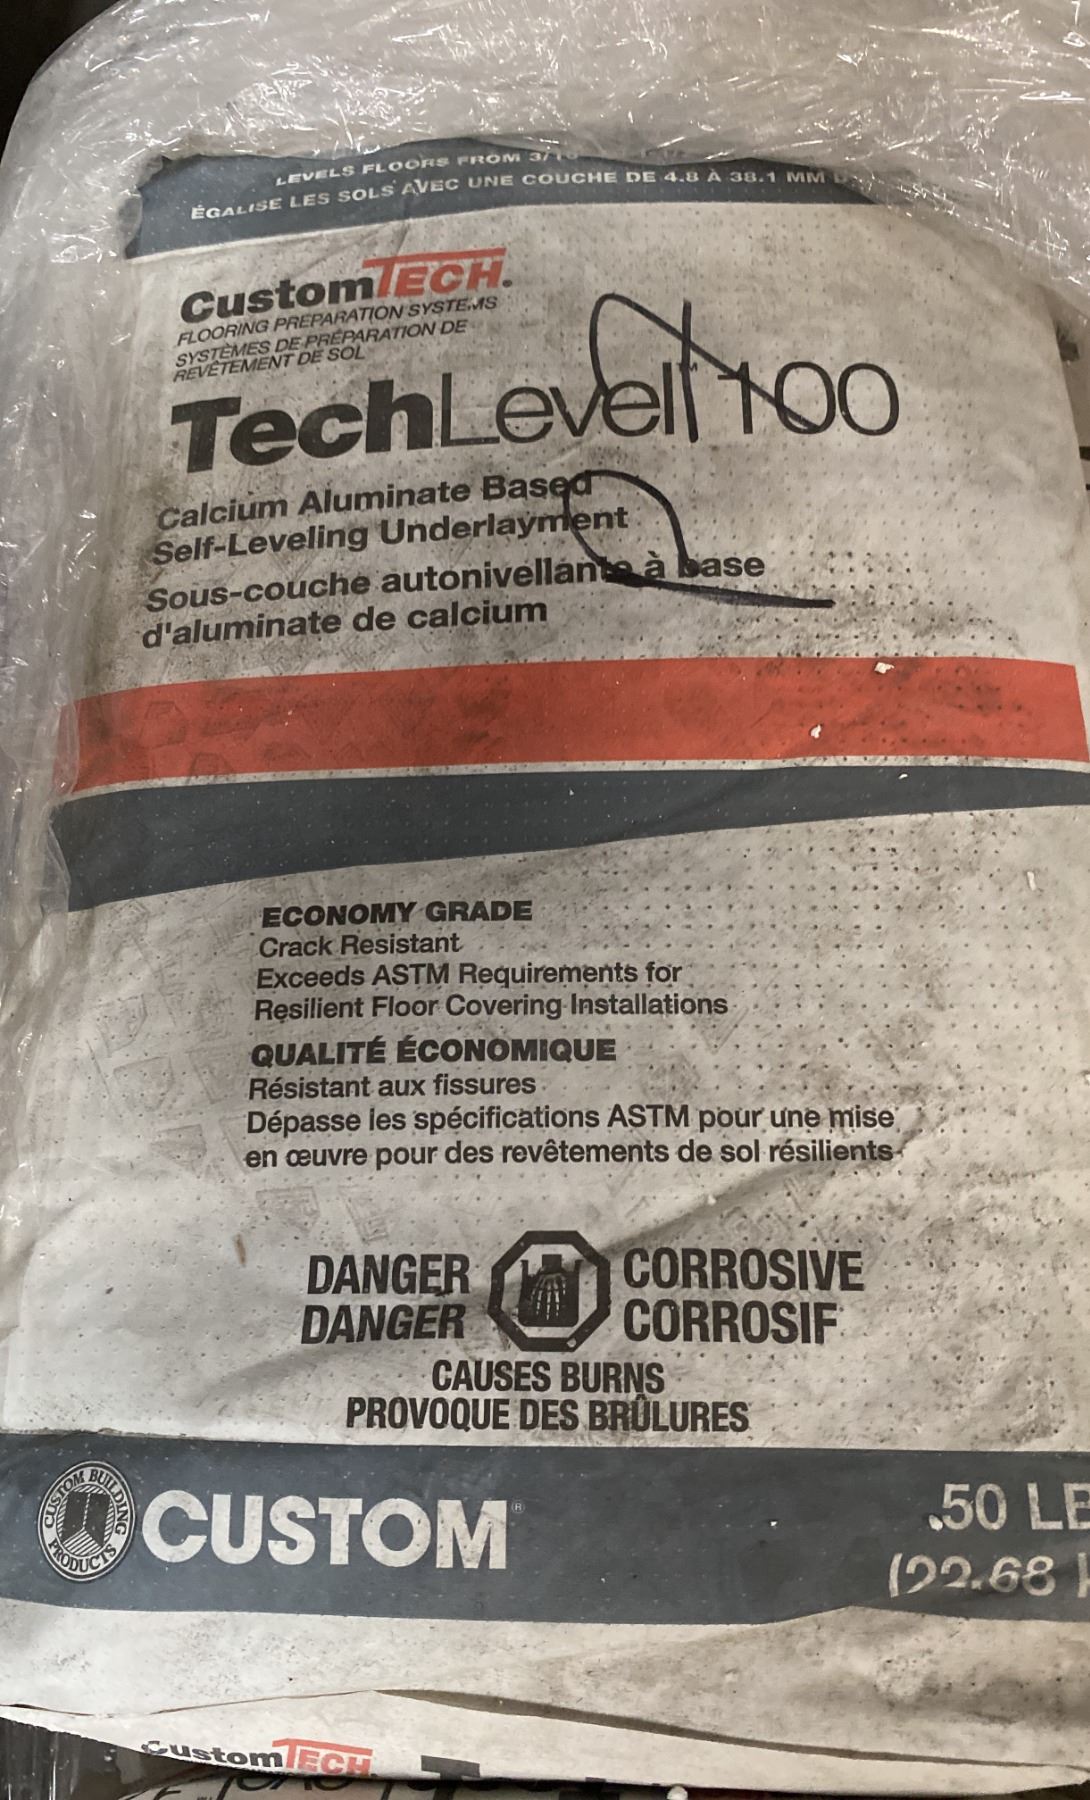 LEVELS FLOORS FROM 3/1
ÉGALISE LES SOLS AVEC UNE COUCHE DE 4.8 À 38.1 MM
CustomTECH.
FLOORING PREPARATION SYSTEMS
SYSTÈMES DE PRÉPARATION DE
REVÊTEMENT DE SOL
TechLevel™ 100
Calcium Aluminate Based
Self-Leveling Underlayment
Sous-couche autonivellante à base
d'aluminate de calcium
ECONOMY GRADE
Crack Resistant
Exceeds ASTM Requirements for
Resilient Floor Covering Installations
QUALITÉ ÉCONOMIQUE
Résistant aux fissures
Dépasse les spécifications ASTM pour une mise
en œuvre pour des revêtements de sol résilients
DANGER CORROSIVE
DANGER CORROSIF
CAUSES BURNS
PROVOQUE DES BRÛLURES
CUSTOM BUILDING PRODUCTS
CUSTOM®
.50 LB
(22.68 k
CustomTECH